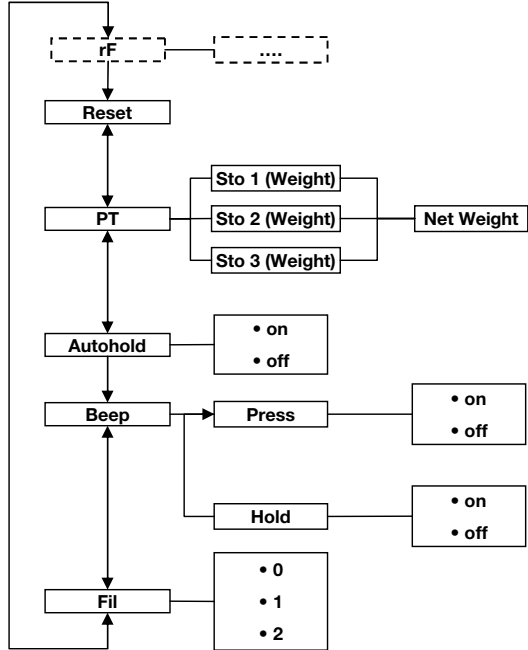 rF
....
Reset
PT
Sto 1 (Weight)
Sto 2 (Weight)
Sto 3 (Weight)
Net Weight
Autohold
• on
• off
Beep
Press
• on
• off
Hold
• on
• off
Fil
• 0
• 1
• 2